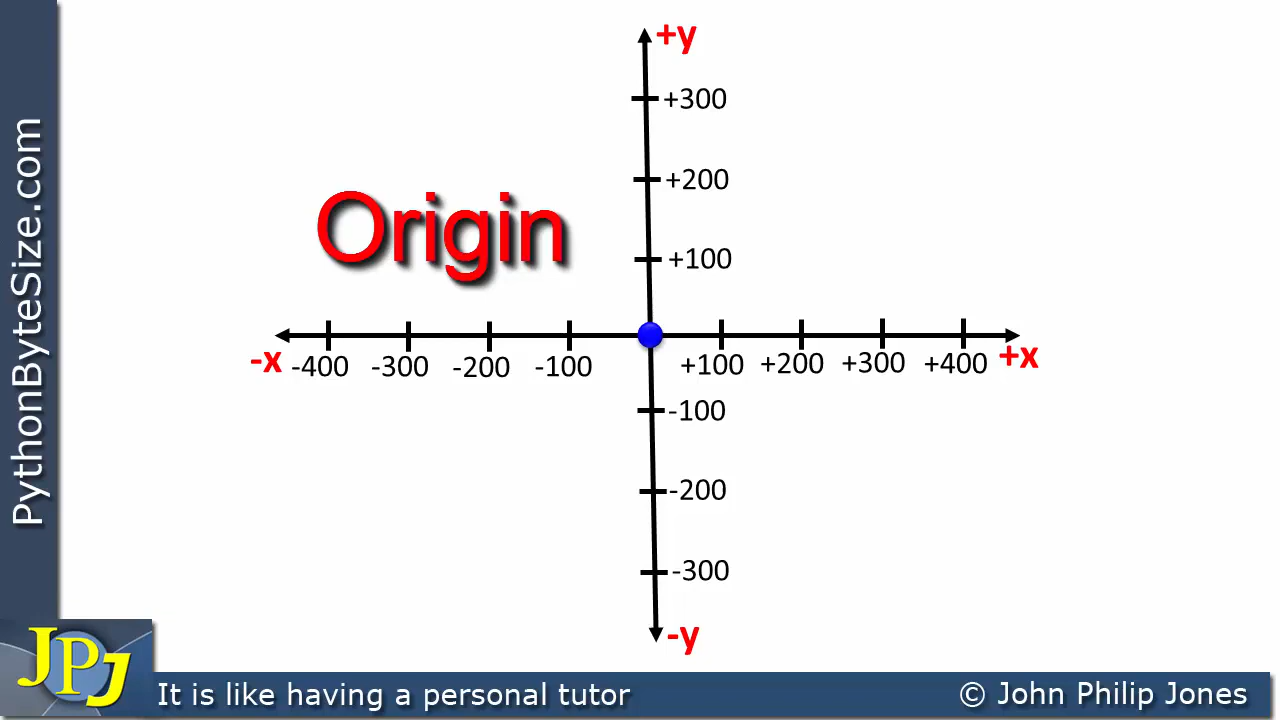 +y
+300
+200
Origin
+100
-x -400 -300 -200 -100 +100 +200 +300 +400 +x
-100
-200
-300
-y
PythonByteSize.com
JPJ
It is like having a personal tutor
© John Philip Jones